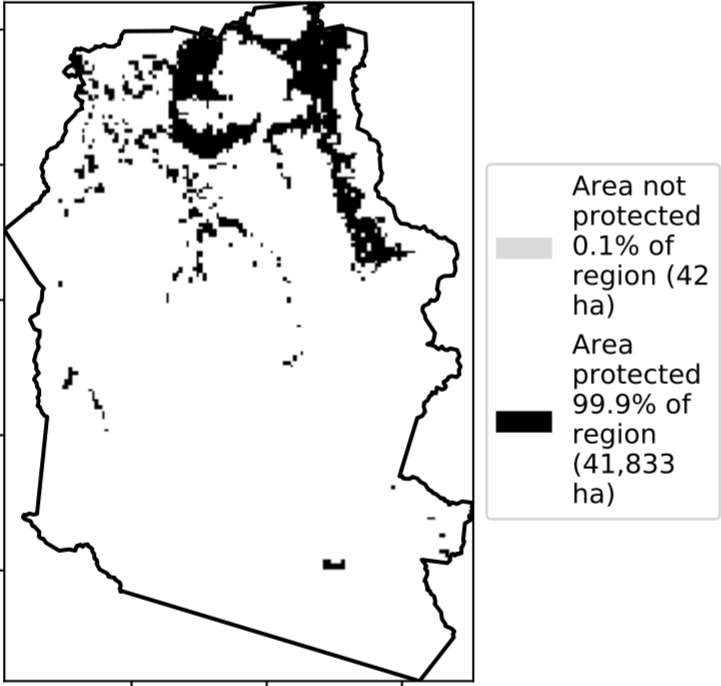 Area not
protected
0.1% of
region (42
ha)
Area
protected
99.9% of
region
(41,833
ha)